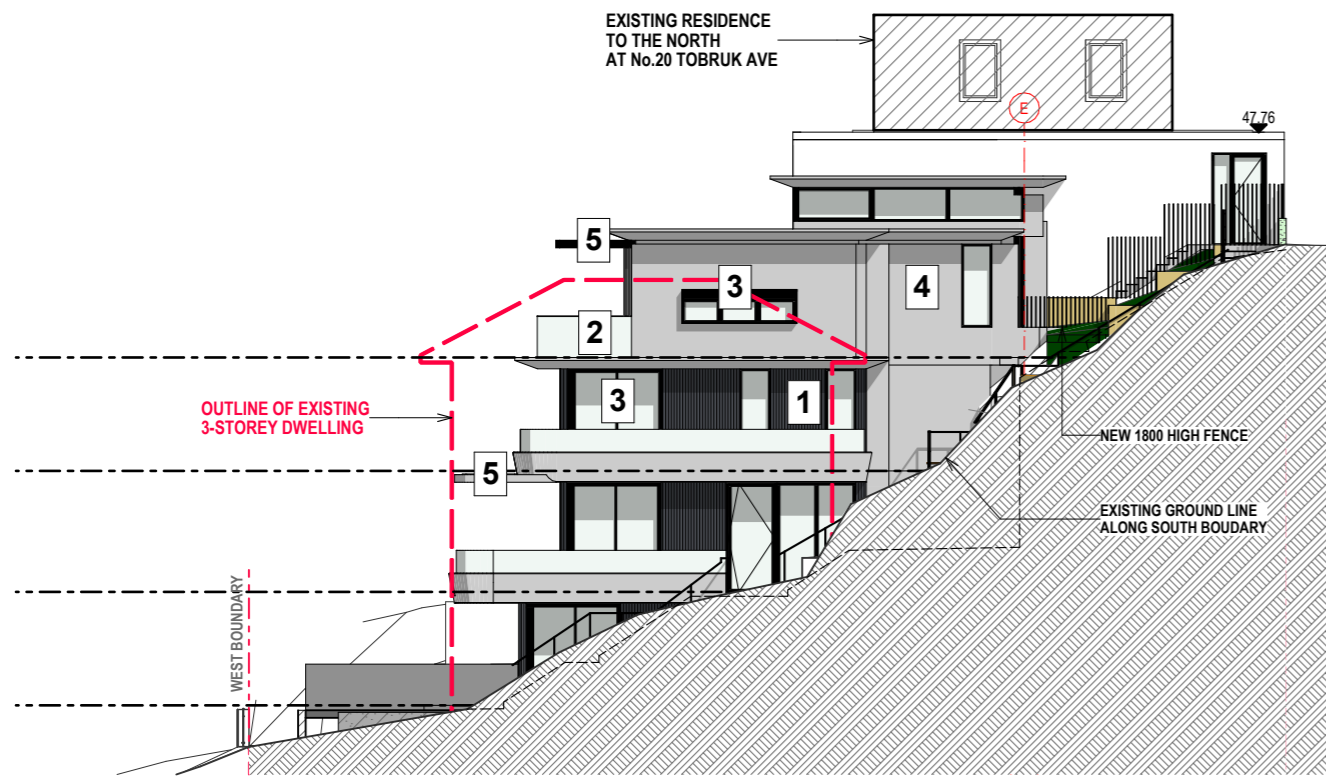 EXISTING RESIDENCE
TO THE NORTH
AT No.20 TOBRUK AVE
E
47.76
5
3
4
2
OUTLINE OF EXISTING
3-STOREY DWELLING
3
1
NEW 1800 HIGH FENCE
5
EXISTING GROUND LINE
ALONG SOUTH BOUDARY
WEST BOUNDARY